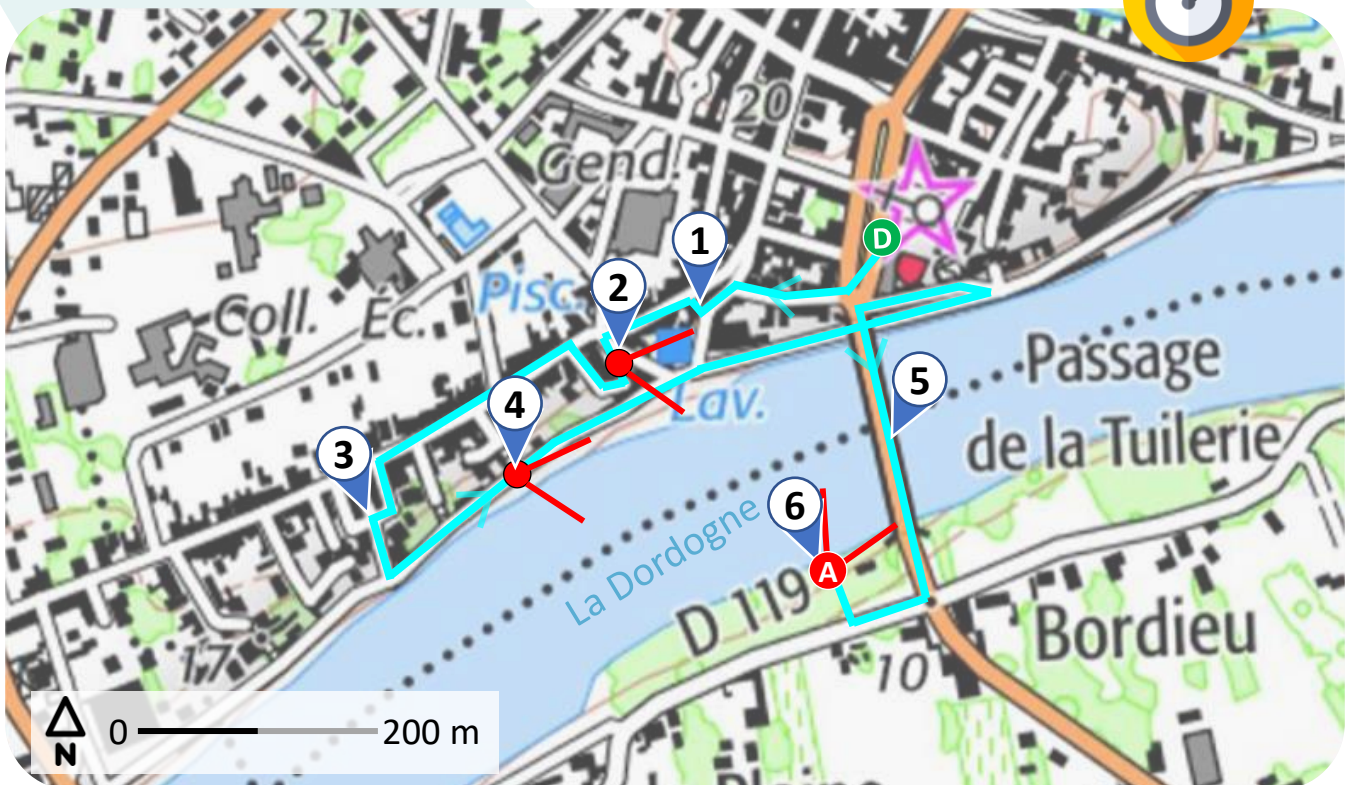 21
20
Gend.
1
D
2
Pisc.
Coll.
Éc.
Passage
de la Tuilerie
5
4
Lav.
3
6
La Dordogne
A
D 119
Bordieu
17
10
0
200 m
N